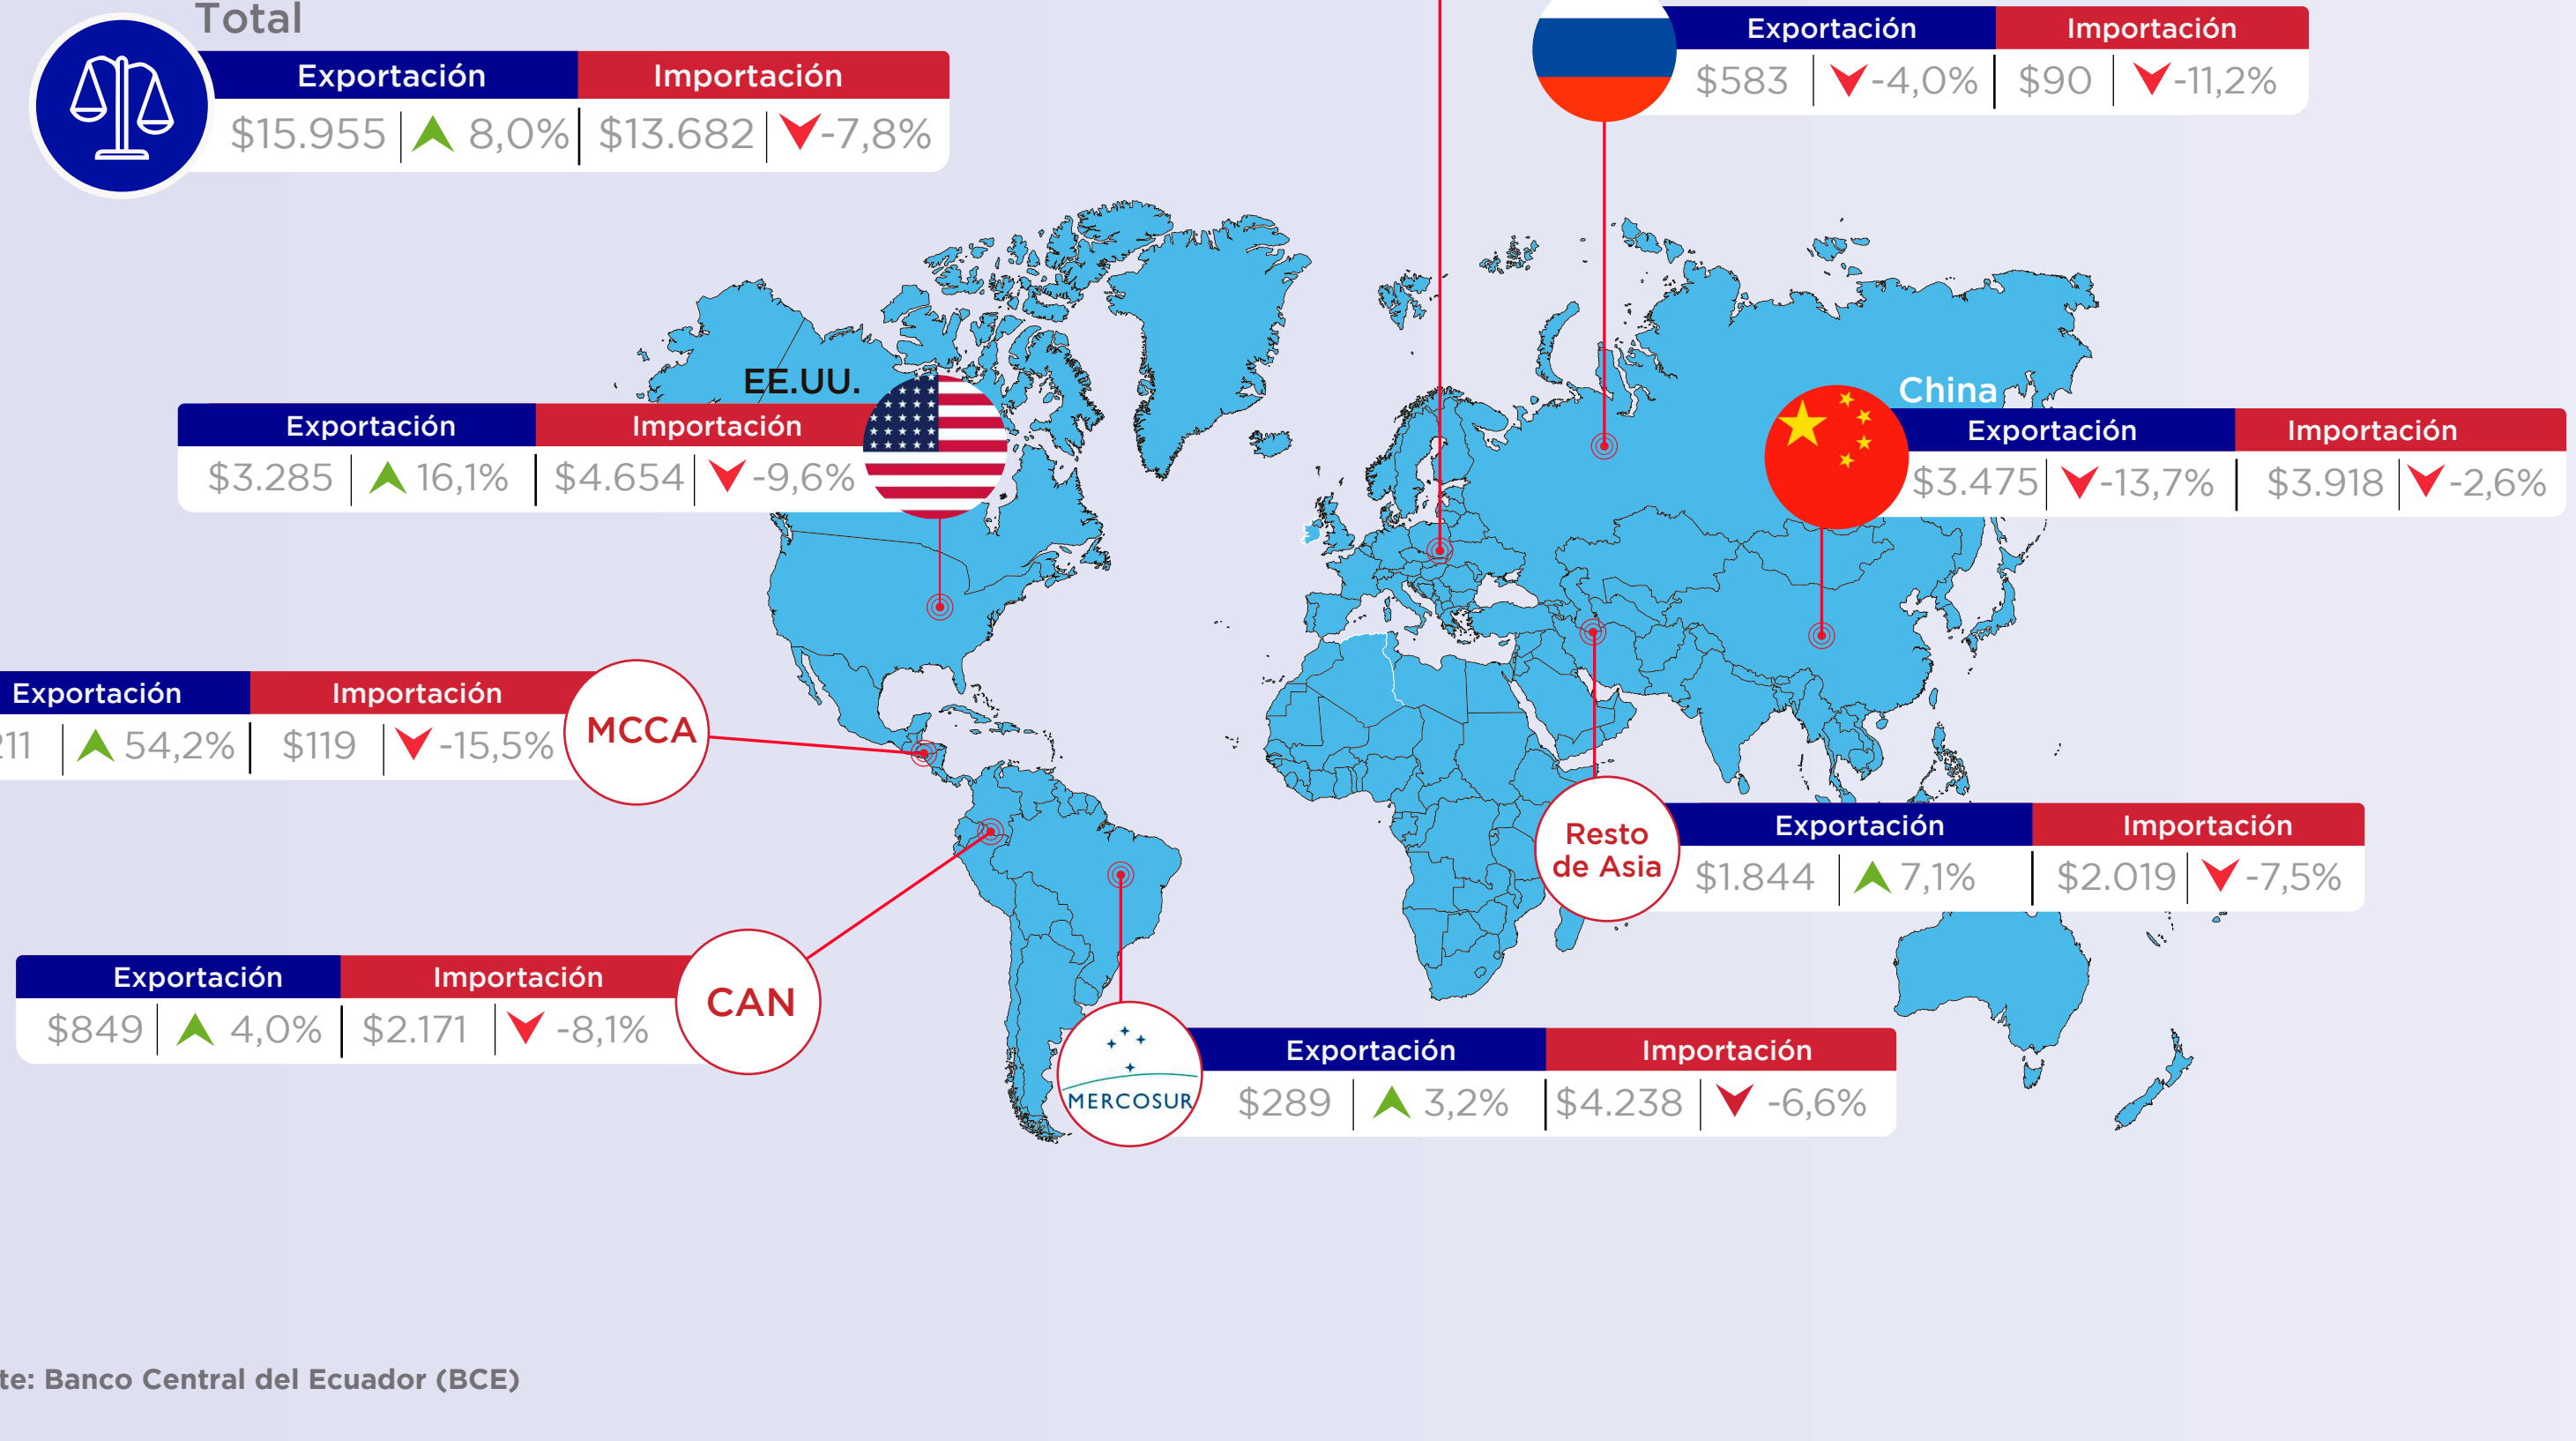 Total
Exportación Importación
$15.955 8,0% $13.682 -7,8%
Exportación Importación
$583 -4,0% $90 -11,2%
EE.UU.
Exportación Importación
$3.285 16,1% $4.654 -9,6%
China
Exportación Importación
$3.475 -13,7% $3.918 -2,6%
Exportación Importación
54,2% $119 -15,5%
MCCA
Resto
de Asia
Exportación Importación
$1.844 7,1% $2.019 -7,5%
Exportación Importación
$849 4,0% $2.171 -8,1%
CAN
MERCOSUR
Exportación Importación
$289 3,2% $4.238 -6,6%
Banco Central del Ecuador (BCE)